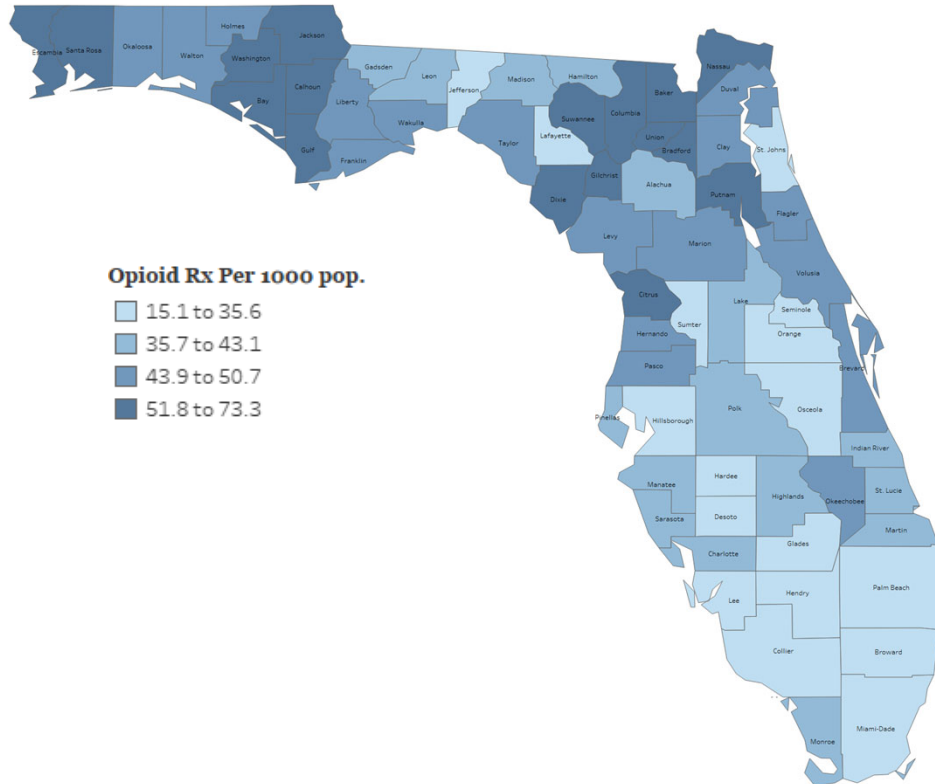 Holmes
Jackson
Escambia
Santa Rosa
Okaloosa
Walton
Washington
Nassau
Gadsden
Leon
Madison
Hamilton
Jefferson
Baker
Duval
Calhoun
Bay
Liberty
Columbia
Suwannee
Wakulla
Lafayette
Union
Taylor
Bradford
Clay
St. Johns
Gulf
Franklin
Gilchrist
Alachua
Putnam
Dixie
Flagler
Levy
Marion
Volusia
Opioid Rx Per 1000 pop.
15.1 to 35.6
35.7 to 43.1
43.9 to 50.7
51.8 to 73.3
Citrus
Lake
Sumter
Seminole
Hernando
Orange
Pasco
Brevard
Pinellas
Hillsborough
Polk
Osceola
Indian River
Hardee
Manatee
Highlands
Okeechobee
St. Lucie
Sarasota
Desoto
Martin
Glades
Charlotte
Palm Beach
Lee
Hendry
Collier
Broward
Miami-Dade
Monroe